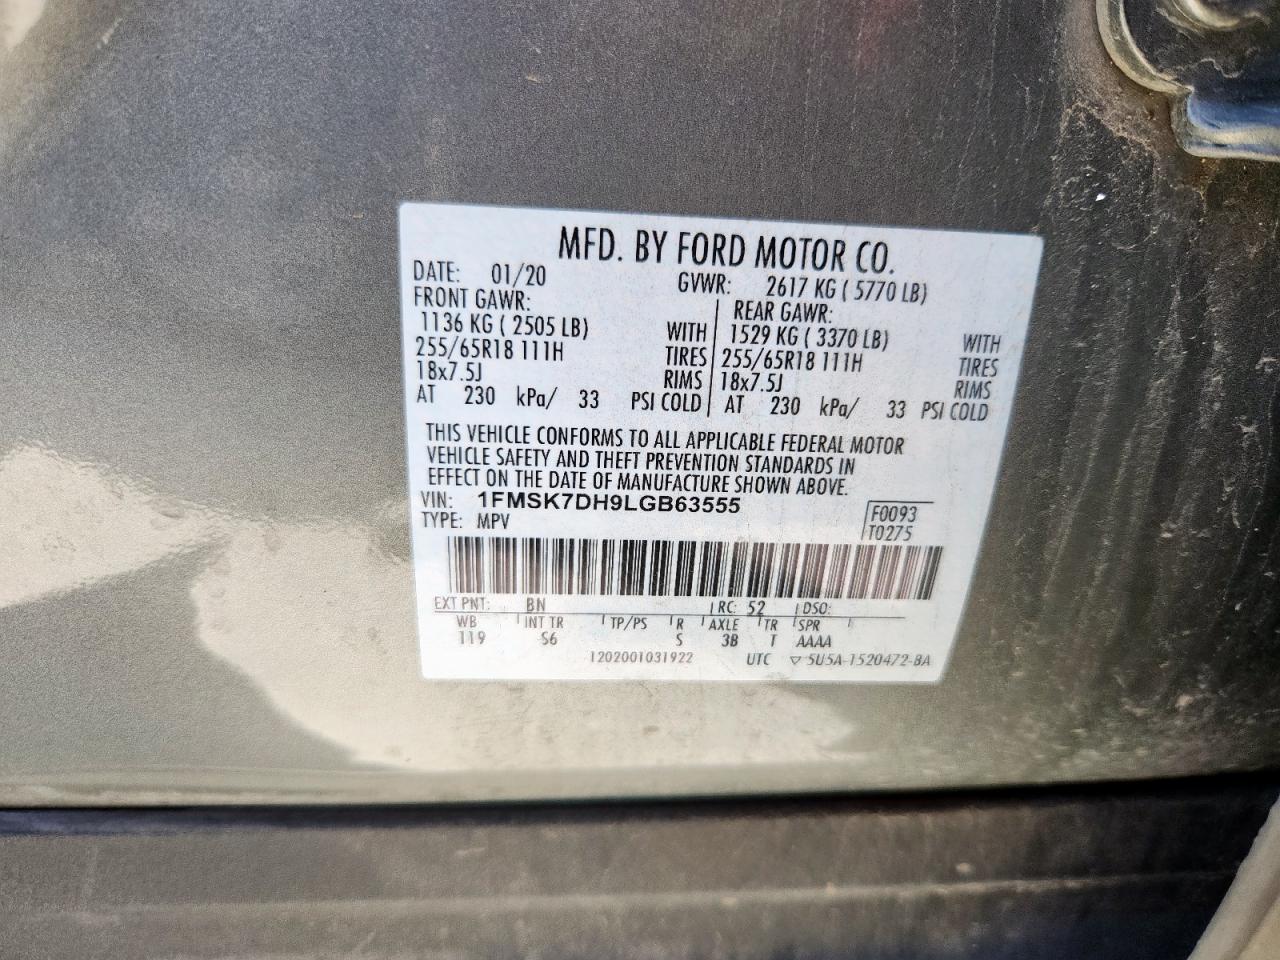 MFD. BY FORD MOTOR CO.
DATE: 01/20 GVWR: 2617 KG ( 5770 LB)
FRONT GAWR: REAR GAWR:
1136 KG ( 2505 LB) WITH 1529 KG ( 3370 LB) WITH
255/65R18 111H TIRES 255/65R18 111H TIRES
18x7.5J RIMS 18x7.5J RIMS
AT 230 kPa/ 33 PSI COLD AT 230 kPa/ 33 PSI COLD
THIS VEHICLE CONFORMS TO ALL APPLICABLE FEDERAL MOTOR
VEHICLE SAFETY AND THEFT PREVENTION STANDARDS IN
EFFECT ON THE DATE OF MANUFACTURE SHOWN ABOVE.
VIN: 1FMSK7DH9LGB63555
TYPE: MPV
F0093
T0275
EXT PNT: BN RC: 52 DSO:
WB INT TR TP/PS R AXLE TR SPR
119 S6 S 3B T AAAA
1202001031922 UTC ▽ 5U5A-1520472-BA